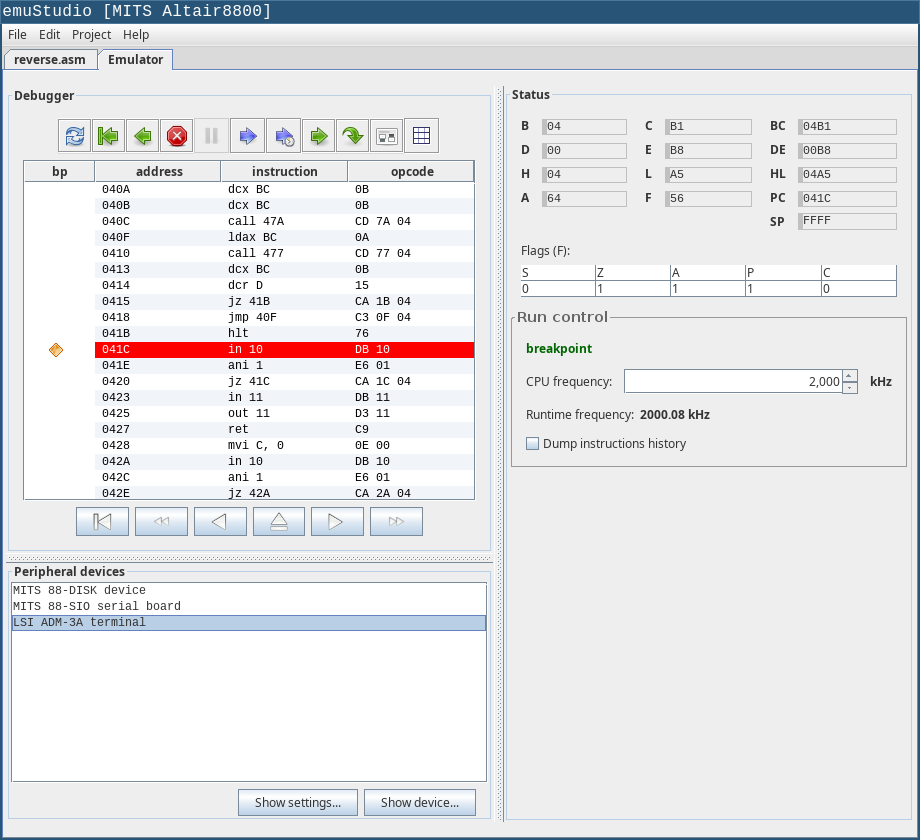 emuStudio [MITS Altair8800]
File Edit Project Help
reverse.asm Emulator
Debugger
bp address instruction opcode
040A dcx BC 0B
040B dcx BC 0B
040C call 47A CD 7A 04
040F ldax BC 0A
0410 call 477 CD 77 04
0413 dcx BC 0B
0414 dcr D 15
0415 jz 41B CA 1B 04
0418 jmp 40F C3 0F 04
041B hlt 76
041C in 10 DB 10
041E ani 1 E6 01
0420 jz 41C CA 1C 04
0423 in 11 DB 11
0425 out 11 D3 11
0427 ret C9
0428 mvi C, 0 0E 00
042A in 10 DB 10
042C ani 1 E6 01
042E jz 42A CA 2A 04
Peripheral devices
MITS 88-DISK device
MITS 88-SIO serial board
LSI ADM-3A terminal
Show settings... Show device...
Status
B 04 C B1 BC 04B1
D 00 E B8 DE 00B8
H 04 L A5 HL 04A5
A 64 F 56 PC 041C
SP FFFF
Flags (F):
S Z A P C
0 1 1 1 0
Run control
breakpoint
CPU frequency: 2,000 kHz
Runtime frequency: 2000.08 kHz
Dump instructions history